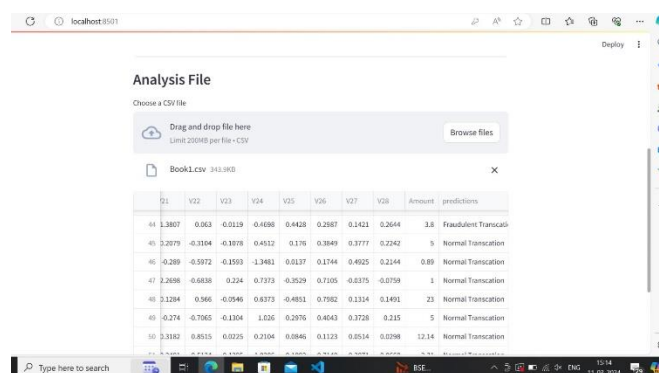 localhost:8501
Deploy
Analysis File
Choose a CSV file
Drag and drop file here
Limit 200MB per file • CSV
Browse files
Book1.csv 343.9KB
V22 V23 V24 V25 V26 V27 V28 Amount predictions
44 1.3807 0.063 -0.0119 -0.4698 0.4428 0.2987 0.1421 0.2644 3.8 Fraudulent Transcati
45 0.2079 -0.3104 -0.1078 0.4512 0.176 0.3849 0.3777 0.2242 5 Normal Transcation
46 -0.289 -0.5972 -0.1593 -1.3481 0.0137 0.1744 0.4925 0.2144 0.89 Normal Transcation
47 2.2698 -0.6838 0.224 0.7373 -0.3529 0.7105 -0.0375 -0.0759 1 Normal Transcation
48 0.1284 0.566 -0.0546 0.6373 -0.4851 0.7982 0.1314 0.1491 23 Normal Transcation
49 -0.274 -0.7065 -0.1304 1.026 0.2976 0.4043 0.3728 0.215 5 Normal Transcation
50 0.3182 0.8515 0.0225 0.2104 0.0846 0.1123 0.0514 0.0298 12.14 Normal Transcation
Type here to search
BSE...
ENG
15:14